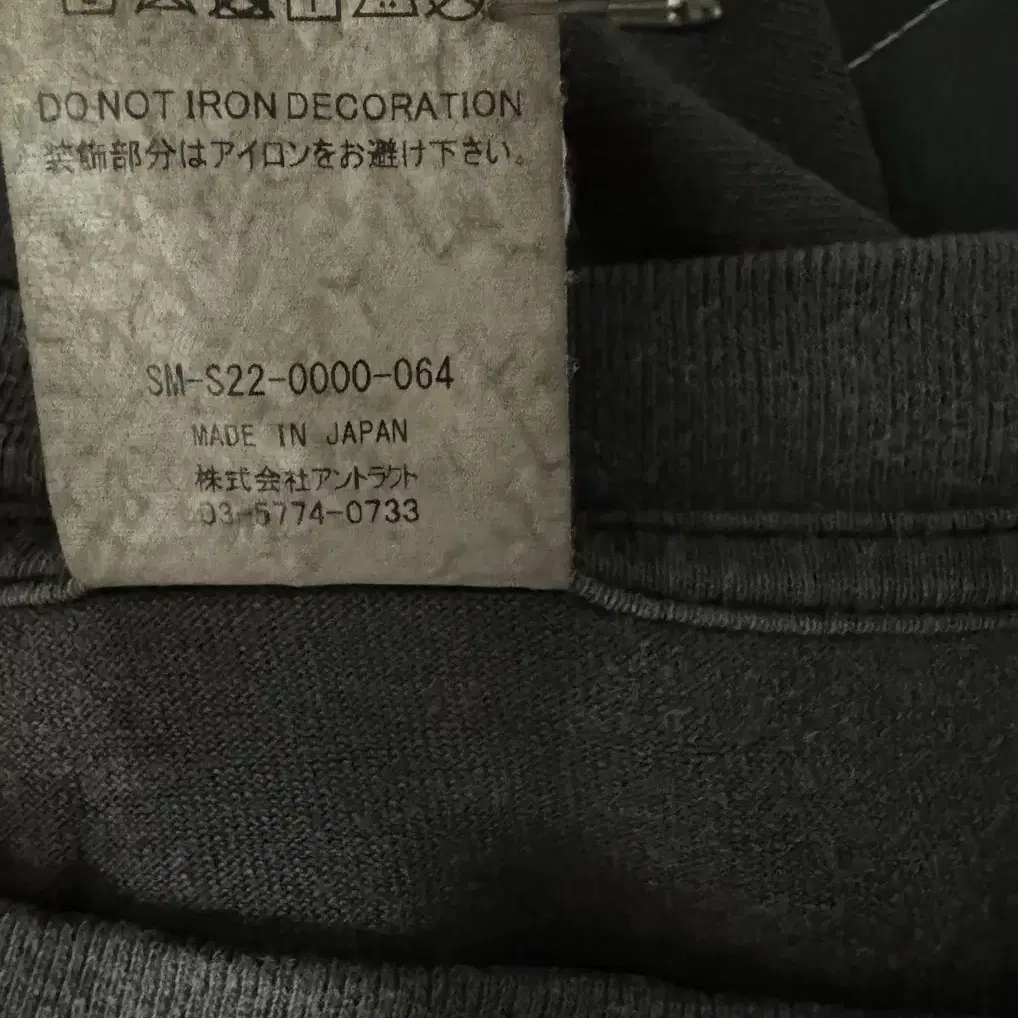 DO NOT IRON DECORATION
装飾部分はアイロンをお避け下さい。
SM-S22-0000-064
MADE IN JAPAN
株式会社アントラクト
03-5774-0733